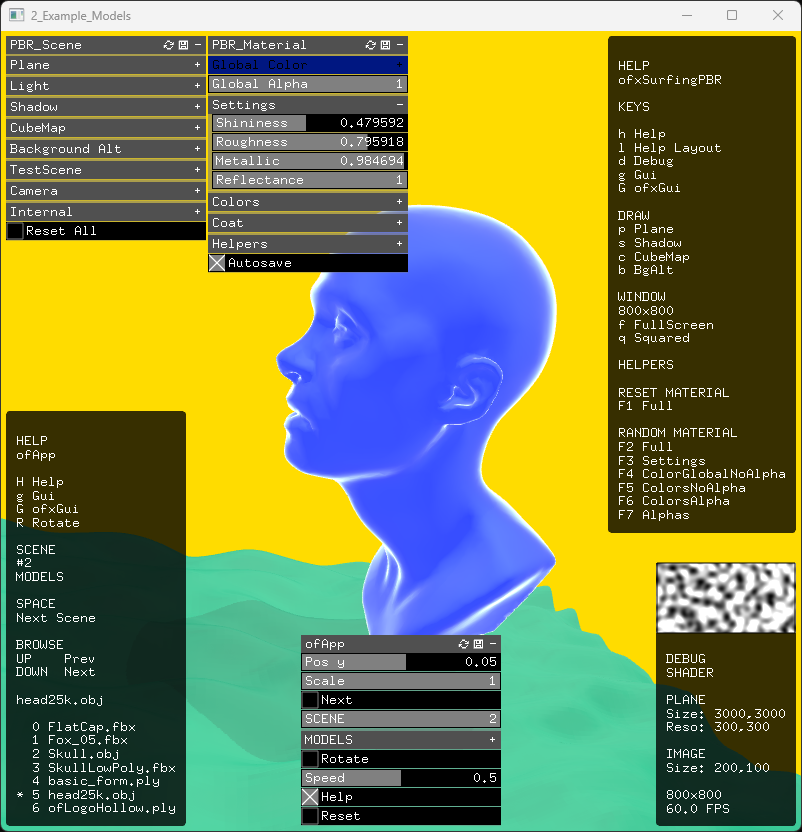 2_Example_Models
PBR_Scene
Plane +
Light +
Shadow +
CubeMap +
Background Alt +
TestScene +
Camera +
Internal +
Reset All
PBR_Material
Global Color +
Global Alpha 1
Settings -
Shininess 0.479592
Roughness 0.795918
Metallic 0.984694
Reflectance 1
Colors +
Coat +
Helpers +
Autosave
HELP
ofxSurfingPBR
KEYS
h Help
l Help Layout
d Debug
g Gui
G ofxGui
DRAW
p Plane
s Shadow
c CubeMap
b BgAlt
WINDOW
800x800
f FullScreen
q Squared
HELPERS
RESET MATERIAL
F1 Full
RANDOM MATERIAL
F2 Full
F3 Settings
F4 ColorGlobalNoAlpha
F5 ColorsNoAlpha
F6 ColorsAlpha
F7 Alphas
HELP
ofApp
H Help
g Gui
G ofxGui
R Rotate
SCENE
#2
MODELS
SPACE
Next Scene
BROWSE
UP Prev
DOWN Next
head25k.obj
0 FlatCap.fbx
1 Fox_05.fbx
2 Skull.obj
3 SkullLowPoly.fbx
4 basic_form.ply
* 5 head25k.obj
6 ofLogoHollow.ply
ofApp
Pos y 0.05
Scale 1
Next
SCENE 2
MODELS +
Rotate
Speed 0.5
Help
Reset
DEBUG
SHADER
PLANE
Size: 3000,3000
Reso: 300,300
IMAGE
Size: 200,100
800x800
60.0 FPS